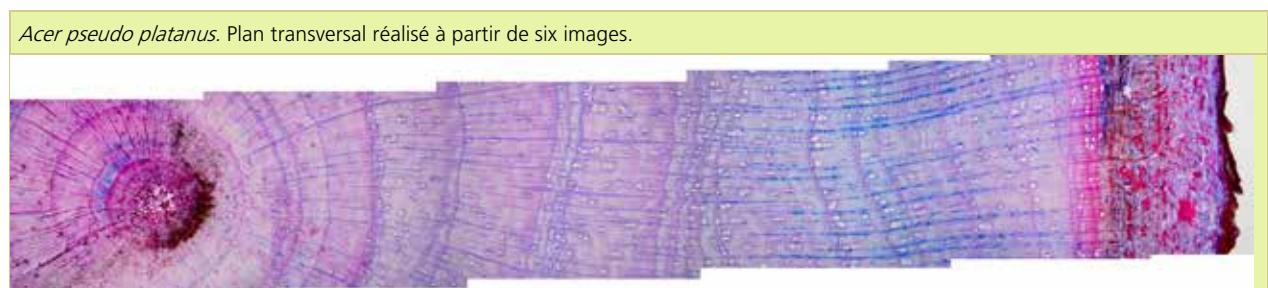 Acer pseudo platanus. Plan transversal réalisé à partir de six images.